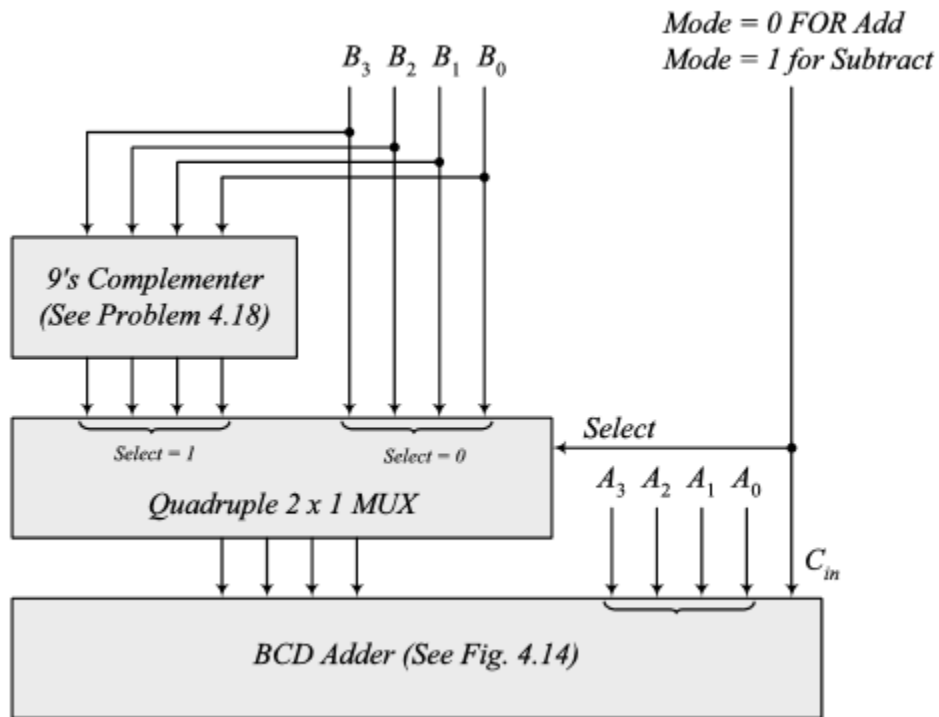 Mode = 0 FOR Add
Mode = 1 for Subtract
B₃ B₂ B₁ B₀
9's Complementer
(See Problem 4.18)
Select
Select = 1 Select = 0
A₃ A₂ A₁ A₀
Quadruple 2 x 1 MUX
Cᵢₙ
BCD Adder (See Fig. 4.14)